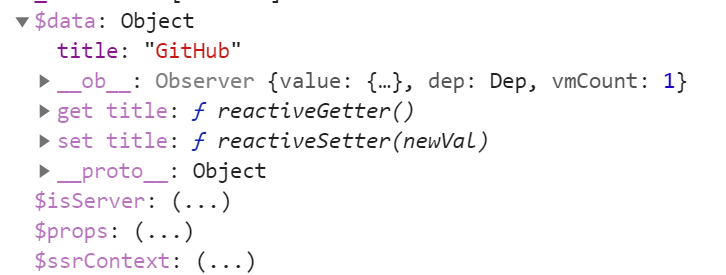 $data: Object
title: "GitHub"
__ob__: Observer {value: {…}, dep: Dep, vmCount: 1}
get title: ƒ reactiveGetter()
set title: ƒ reactiveSetter(newVal)
__proto__: Object
$isServer: (...)
$props: (...)
$ssrContext: (...)